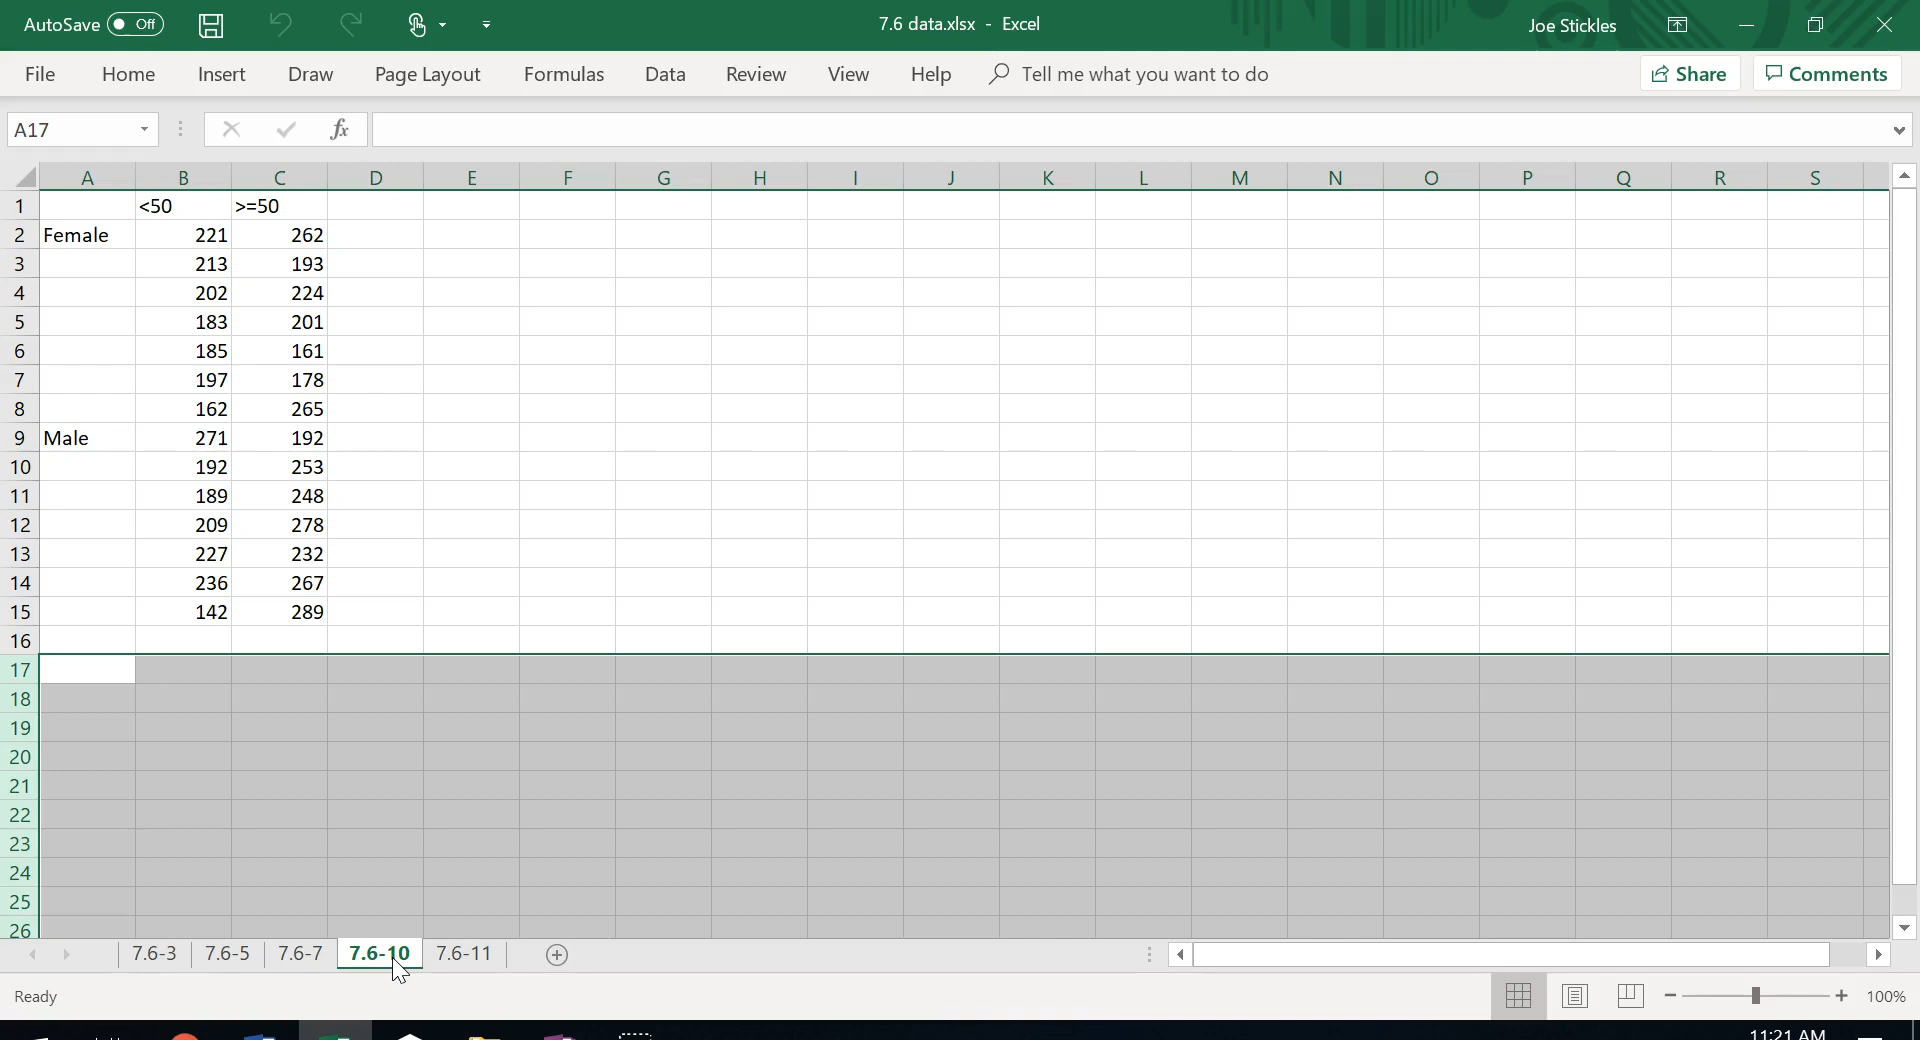 AutoSave Off 7.6 data.xlsx - Excel Joe Stickles
File Home Insert Draw Page Layout Formulas Data Review View Help Tell me what you want to do Share Comments
A17 fx
A B C D E F G H I J K L M N O P Q R S
1 <50 >=50
2 Female 221 262
3 213 193
4 202 224
5 183 201
6 185 161
7 197 178
8 162 265
9 Male 271 192
10 192 253
11 189 248
12 209 278
13 227 232
14 236 267
15 142 289
16
17
18
19
20
21
22
23
24
25
26
7.6-3 7.6-5 7.6-7 7.6-10 7.6-11
Ready 100%
11:21 AM